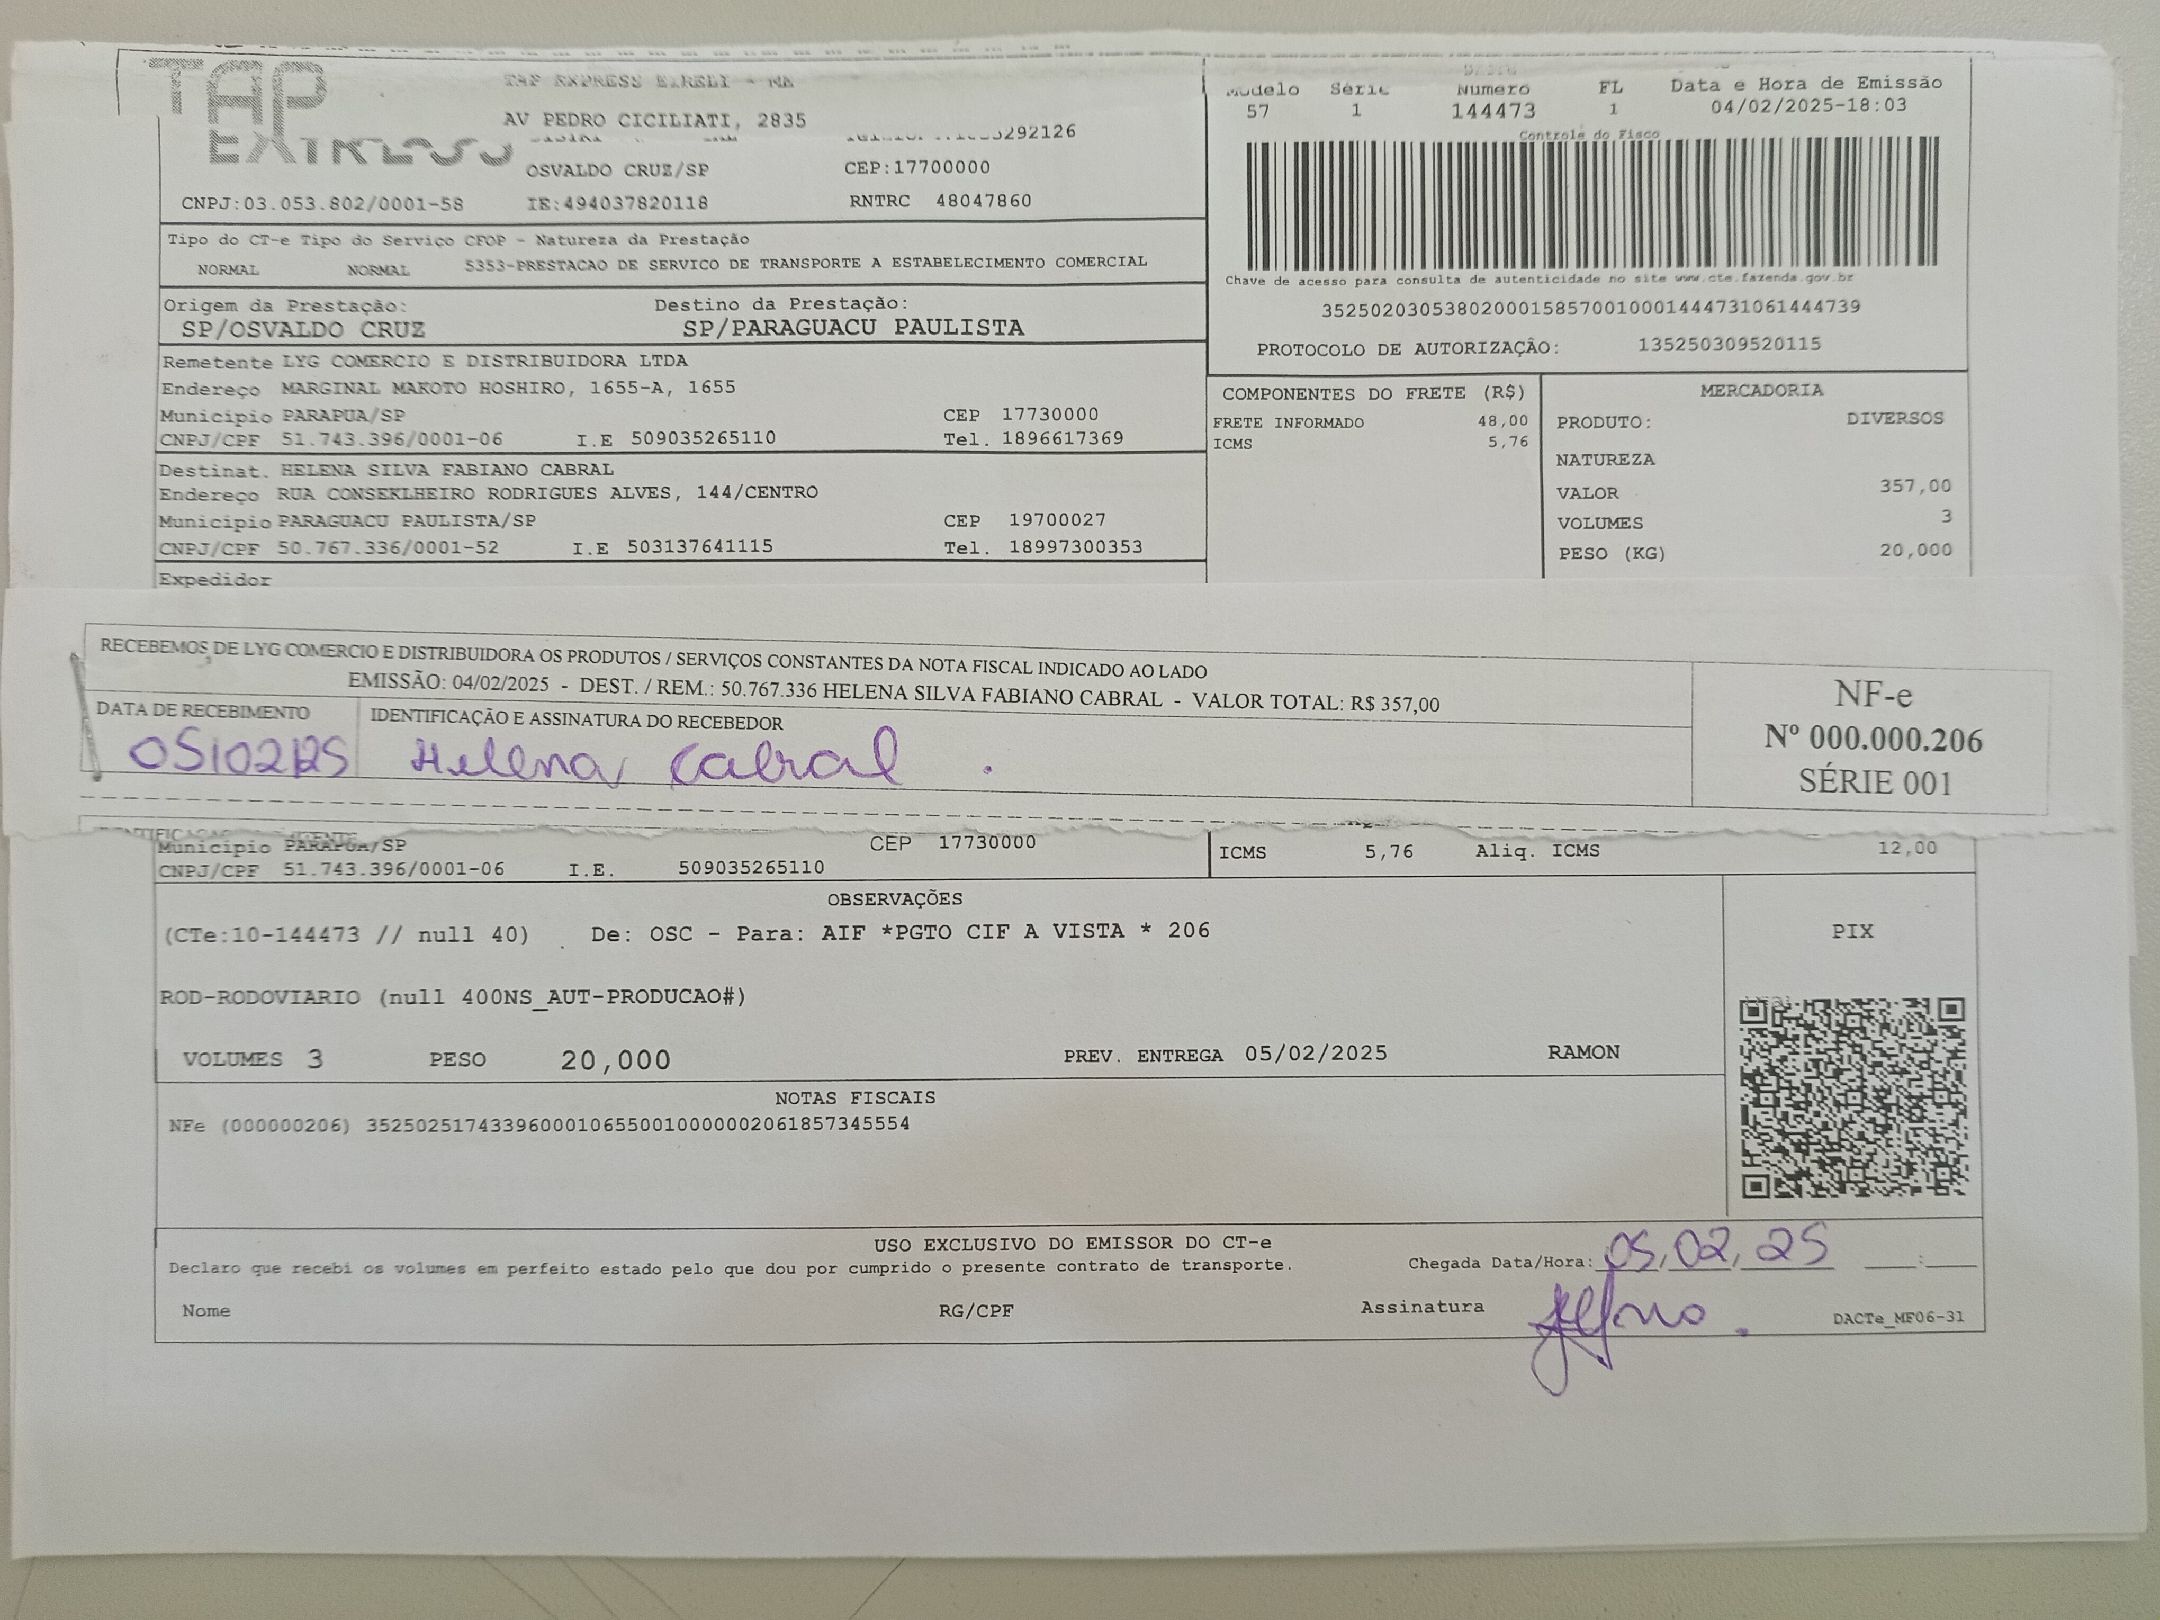 TAP
EXPRESS
TAP EXPRESS EIRELI - MA
AV PEDRO CICILIATI, 2835
292126
OSVALDO CRUZ/SP CEP:17700000
CNPJ:03.053.802/0001-58 IE:494037820118 RNTRC 48047860
Modelo Série Numero FL Data e Hora de Emissão
57 1 144473 1 04/02/2025-18:03
Controle do Fisco
Chave de acesso para consulta de autenticidade no site www.cte.fazenda.gov.br
35250203053802000158570010001444731061444739
PROTOCOLO DE AUTORIZAÇÃO: 135250309520115
Tipo do CT-e Tipo do Serviço CFOP - Natureza da Prestação
NORMAL NORMAL 5353-PRESTACAO DE SERVICO DE TRANSPORTE A ESTABELECIMENTO COMERCIAL
Origem da Prestação: Destino da Prestação:
SP/OSVALDO CRUZ SP/PARAGUACU PAULISTA
Remetente LYG COMERCIO E DISTRIBUIDORA LTDA
Endereço MARGINAL MAKOTO HOSHIRO, 1655-A, 1655
Município PARAPUA/SP CEP 17730000
CNPJ/CPF 51.743.396/0001-06 I.E 509035265110 Tel. 1896617369
Destinat. HELENA SILVA FABIANO CABRAL
Endereço RUA CONSEKLHEIRO RODRIGUES ALVES, 144/CENTRO
Município PARAGUACU PAULISTA/SP CEP 19700027
CNPJ/CPF 50.767.336/0001-52 I.E 503137641115 Tel. 18997300353
Expedidor
COMPONENTES DO FRETE (R$)
FRETE INFORMADO 48,00
ICMS 5,76
MERCADORIA
PRODUTO: DIVERSOS
NATUREZA
VALOR 357,00
VOLUMES 3
PESO (KG) 20,000
RECEBEMOS DE LYG COMERCIO E DISTRIBUIDORA OS PRODUTOS / SERVIÇOS CONSTANTES DA NOTA FISCAL INDICADO AO LADO
EMISSÃO: 04/02/2025 - DEST. / REM.: 50.767.336 HELENA SILVA FABIANO CABRAL - VALOR TOTAL: R$ 357,00
DATA DE RECEBIMENTO IDENTIFICAÇÃO E ASSINATURA DO RECEBEDOR
05/02/25 Helena Cabral .
NF-e
Nº 000.000.206
SÉRIE 001
Município PARAPUA/SP CEP 17730000
CNPJ/CPF 51.743.396/0001-06 I.E. 509035265110
ICMS 5,76 Aliq. ICMS 12,00
OBSERVAÇÕES
(CTe:10-144473 // null 40) De: OSC - Para: AIF *PGTO CIF A VISTA * 206
ROD-RODOVIARIO (null 400NS_AUT-PRODUCAO#)
VOLUMES 3 PESO 20,000 PREV. ENTREGA 05/02/2025 RAMON
PIX
NOTAS FISCAIS
NFe (000000206) 35250251743396000106550010000002061857345554
USO EXCLUSIVO DO EMISSOR DO CT-e
Declaro que recebi os volumes em perfeito estado pelo que dou por cumprido o presente contrato de transporte.
Chegada Data/Hora: 05/02/25 __:__
Nome RG/CPF Assinatura
DACTe_MF06-31